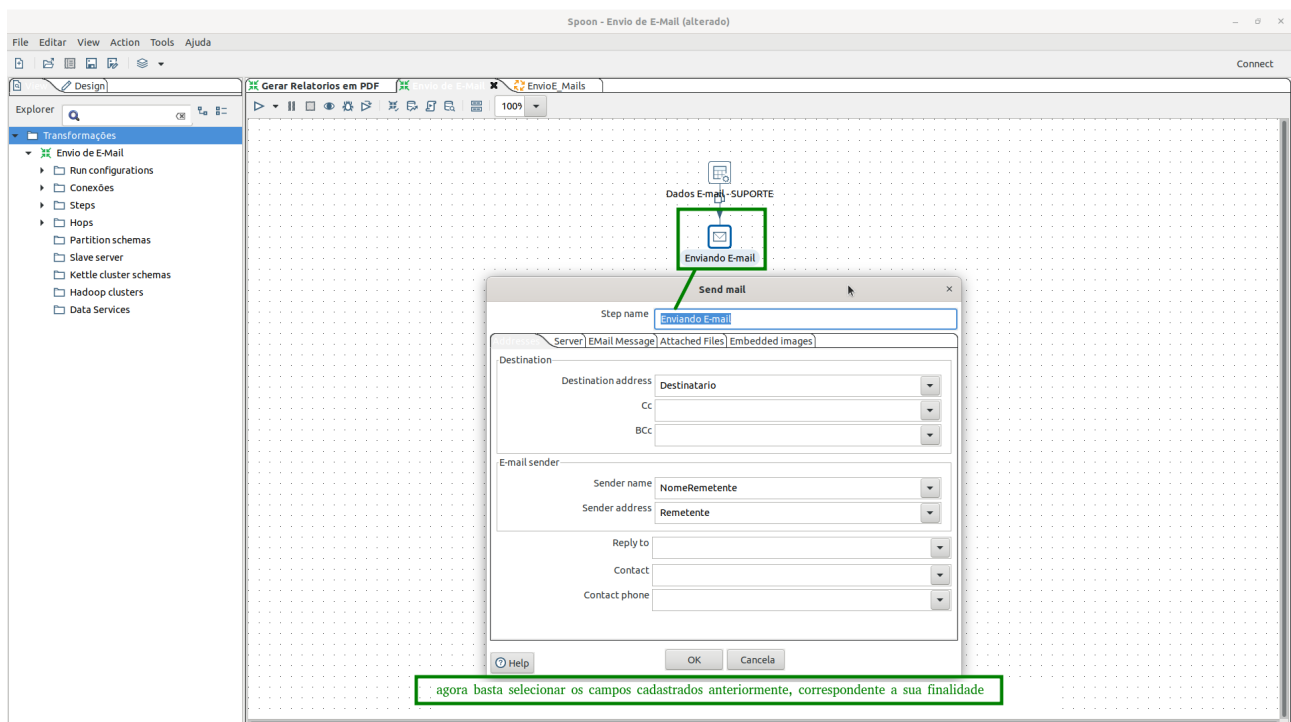 Spoon - Envio de E-Mail (alterado)
File Editar View Action Tools Ajuda
Connect
Design
Gerar Relatorios em PDF Envio de E-Mail EnvioE_Mails
Explorer
100%
Transformações
Envio de E-Mail
Run configurations
Conexões
Steps
Hops
Partition schemas
Slave server
Kettle cluster schemas
Hadoop clusters
Data Services
Dados E-mail - SUPORTE
Enviando E-mail
Send mail
Step name Enviando E-mail
Addresses Server EMail Message Attached Files Embedded images
Destination
Destination address Destinatario
Cc
BCc
E-mail sender
Sender name NomeRemetente
Sender address Remetente
Reply to
Contact
Contact phone
Help OK Cancela
agora basta selecionar os campos cadastrados anteriormente, correspondente a sua finalidade